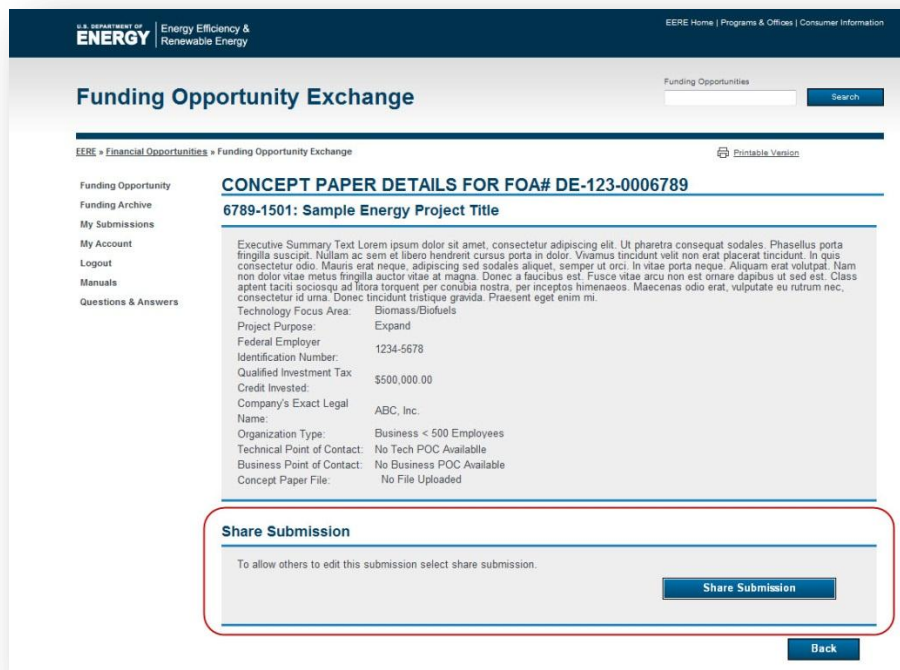 EERE Home | Programs & Offices | Consumer Information
U.S. DEPARTMENT OF
ENERGY
Energy Efficiency &
Renewable Energy
Funding Opportunity Exchange
Funding Opportunities
Search
EERE » Financial Opportunities » Funding Opportunity Exchange
Printable Version
Funding Opportunity
Funding Archive
My Submissions
My Account
Logout
Manuals
Questions & Answers
CONCEPT PAPER DETAILS FOR FOA# DE-123-0006789
6789-1501: Sample Energy Project Title
Executive Summary Text Lorem ipsum dolor sit amet, consectetur adipiscing elit. Ut pharetra consequat sodales. Phasellus porta
fringilla suscipit. Nullam ac sem et libero hendrerit cursus porta in dolor. Vivamus tincidunt velit non erat placerat tincidunt. In quis
consectetur odio. Mauris erat neque, adipiscing sed sodales aliquet, semper ut orci. In vitae porta neque. Aliquam erat volutpat. Nam
non dolor vitae metus fringilla auctor vitae at magna. Donec a faucibus est. Fusce vitae arcu non est ornare dapibus ut sed est. Class
aptent taciti sociosqu ad litora torquent per conubia nostra, per inceptos himenaeos. Maecenas odio erat, vulputate eu rutrum nec,
consectetur id urna. Donec tincidunt tristique gravida. Praesent eget enim mi.
Technology Focus Area: Biomass/Biofuels
Project Purpose: Expand
Federal Employer
Identification Number: 1234-5678
Qualified Investment Tax
Credit Invested: $500,000.00
Company's Exact Legal
Name: ABC, Inc.
Organization Type: Business < 500 Employees
Technical Point of Contact: No Tech POC Availablle
Business Point of Contact: No Business POC Available
Concept Paper File: No File Uploaded
Share Submission
To allow others to edit this submission select share submission.
Share Submission
Back